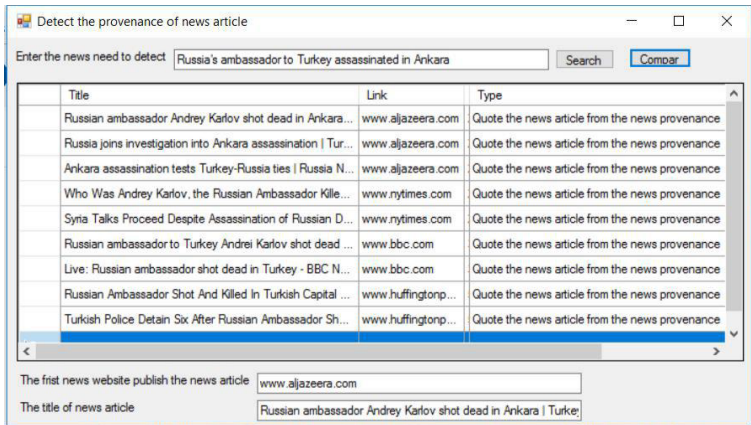 Detect the provenance of news article
Enter the news need to detect Russia's ambassador to Turkey assassinated in Ankara Search Compar
Title Link Type
Russian ambassador Andrey Karlov shot dead in Ankara... www.aljazeera.com Quote the news article from the news provenance
Russia joins investigation into Ankara assassination | Tur... www.aljazeera.com Quote the news article from the news provenance
Ankara assassination tests Turkey-Russia ties | Russia N... www.aljazeera.com Quote the news article from the news provenance
Who Was Andrey Karlov, the Russian Ambassador Kille... www.nytimes.com Quote the news article from the news provenance
Syria Talks Proceed Despite Assassination of Russian D... www.nytimes.com Quote the news article from the news provenance
Russian ambassador to Turkey Andrei Karlov shot dead ... www.bbc.com Quote the news article from the news provenance
Live: Russian ambassador shot dead in Turkey - BBC N... www.bbc.com Quote the news article from the news provenance
Russian Ambassador Shot And Killed In Turkish Capital ... www.huffingtonp... Quote the news article from the news provenance
Turkish Police Detain Six After Russian Ambassador Sh... www.huffingtonp... Quote the news article from the news provenance
The frist news website publish the news article www.aljazeera.com
The title of news article Russian ambassador Andrey Karlov shot dead in Ankara | Turkey